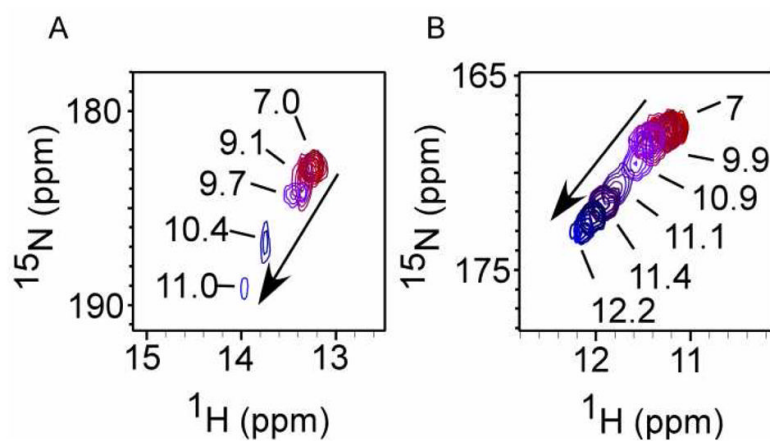 A
¹⁵N (ppm)
180
190
7.0
9.1
9.7
10.4
11.0
15 14 13
¹H (ppm)
B
¹⁵N (ppm)
165
175
7
9.9
10.9
11.1
11.4
12.2
12 11
¹H (ppm)